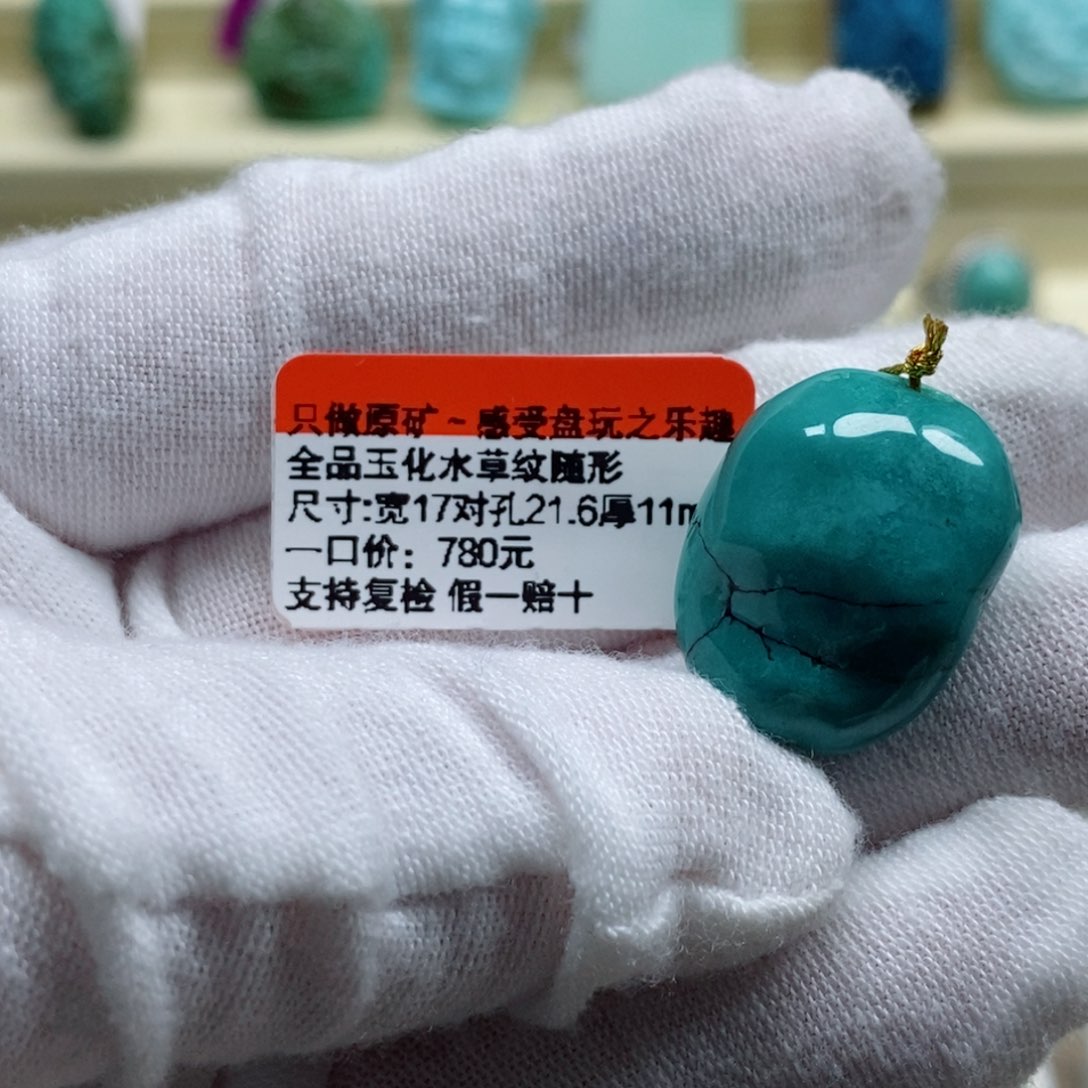 只做原矿~感受盘玩之乐趣
全品玉化水草纹随形
尺寸:宽17对孔21.6厚11m
一口价：780元
支持复检 假一赔十